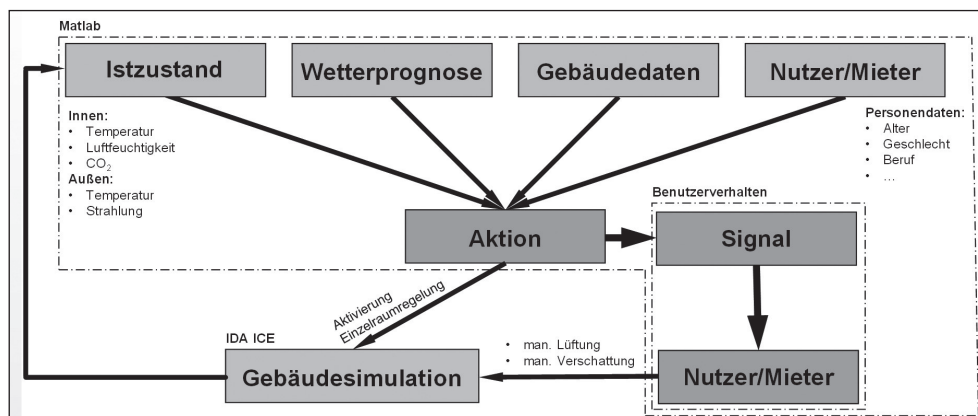 Matlab
Istzustand
Wetterprognose
Gebäudedaten
Nutzer/Mieter
Innen:
• Temperatur
• Luftfeuchtigkeit
• CO₂
Außen:
• Temperatur
• Strahlung
Personendaten:
• Alter
• Geschlecht
• Beruf
• ...
Benutzerverhalten
Aktion
Signal
Aktivierung
Einzelraumregelung
IDA ICE
Gebäudesimulation
• man. Lüftung
• man. Verschattung
Nutzer/Mieter